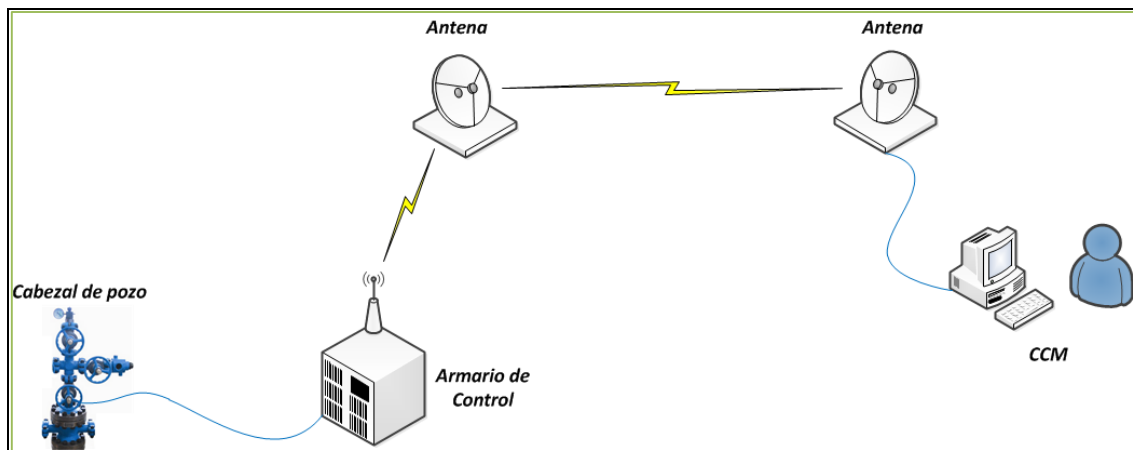 Antena
Antena
Cabezal de pozo
Armario de
Control
CCM